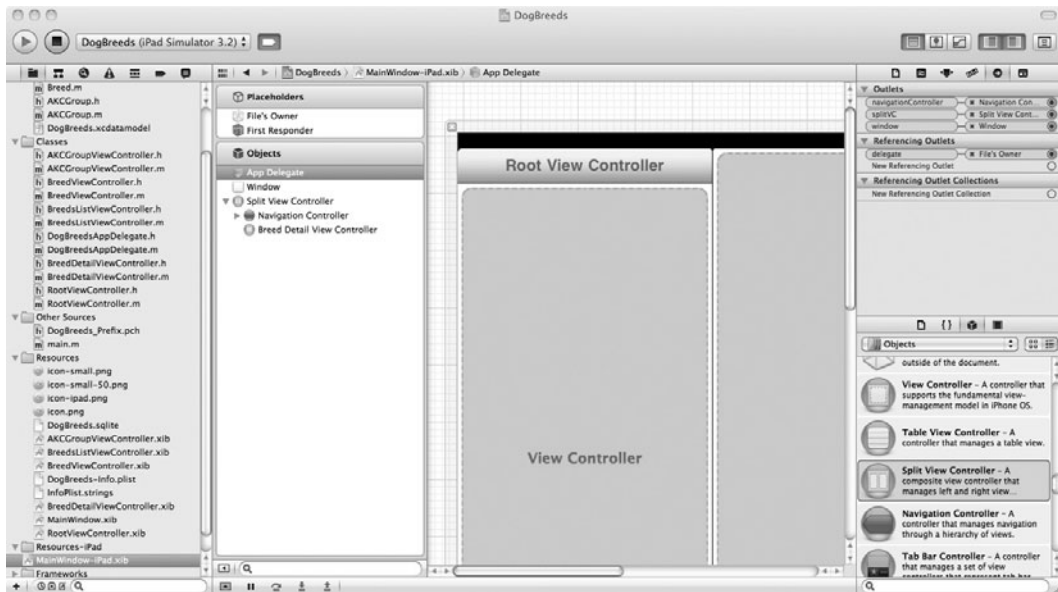 DogBreeds
DogBreeds (iPad Simulator 3.2)
DogBreeds
MainWindow-iPad.xib
App Delegate
Breed.m
AKCGroup.h
AKCGroup.m
DogBreeds.xcdatamodel
Classes
AKCGroupViewController.h
AKCGroupViewController.m
BreedViewController.h
BreedViewController.m
BreedsListViewController.h
BreedsListViewController.m
DogBreedsAppDelegate.h
DogBreedsAppDelegate.m
BreedDetailViewController.h
BreedDetailViewController.m
RootViewController.h
RootViewController.m
Other Sources
DogBreeds_Prefix.pch
main.m
Resources
icon-small.png
icon-small-50.png
icon-ipad.png
icon.png
DogBreeds.sqlite
AKCGroupViewController.xib
BreedsListViewController.xib
BreedViewController.xib
DogBreeds-Info.plist
InfoPlist.strings
BreedDetailViewController.xib
MainWindow.xib
RootViewController.xib
Resources-iPad
MainWindow-iPad.xib
Frameworks
Placeholders
File's Owner
First Responder
Objects
App Delegate
Window
Split View Controller
Navigation Controller
Breed Detail View Controller
Root View Controller
View Controller
Outlets
navigationController
Navigation Con...
splitVC
Split View Cont...
window
Window
Referencing Outlets
delegate
File's Owner
New Referencing Outlet
Referencing Outlet Collections
New Referencing Outlet Collection
Objects
outside of the document.
View Controller - A controller that
supports the fundamental view-
management model in iPhone OS.
Table View Controller - A
controller that manages a table view.
Split View Controller - A
composite view controller that
manages left and right view...
Navigation Controller - A
controller that manages navigation
through a hierarchy of views.
Tab Bar Controller - A controller
that manages a set of view
controllers that represent tab bar